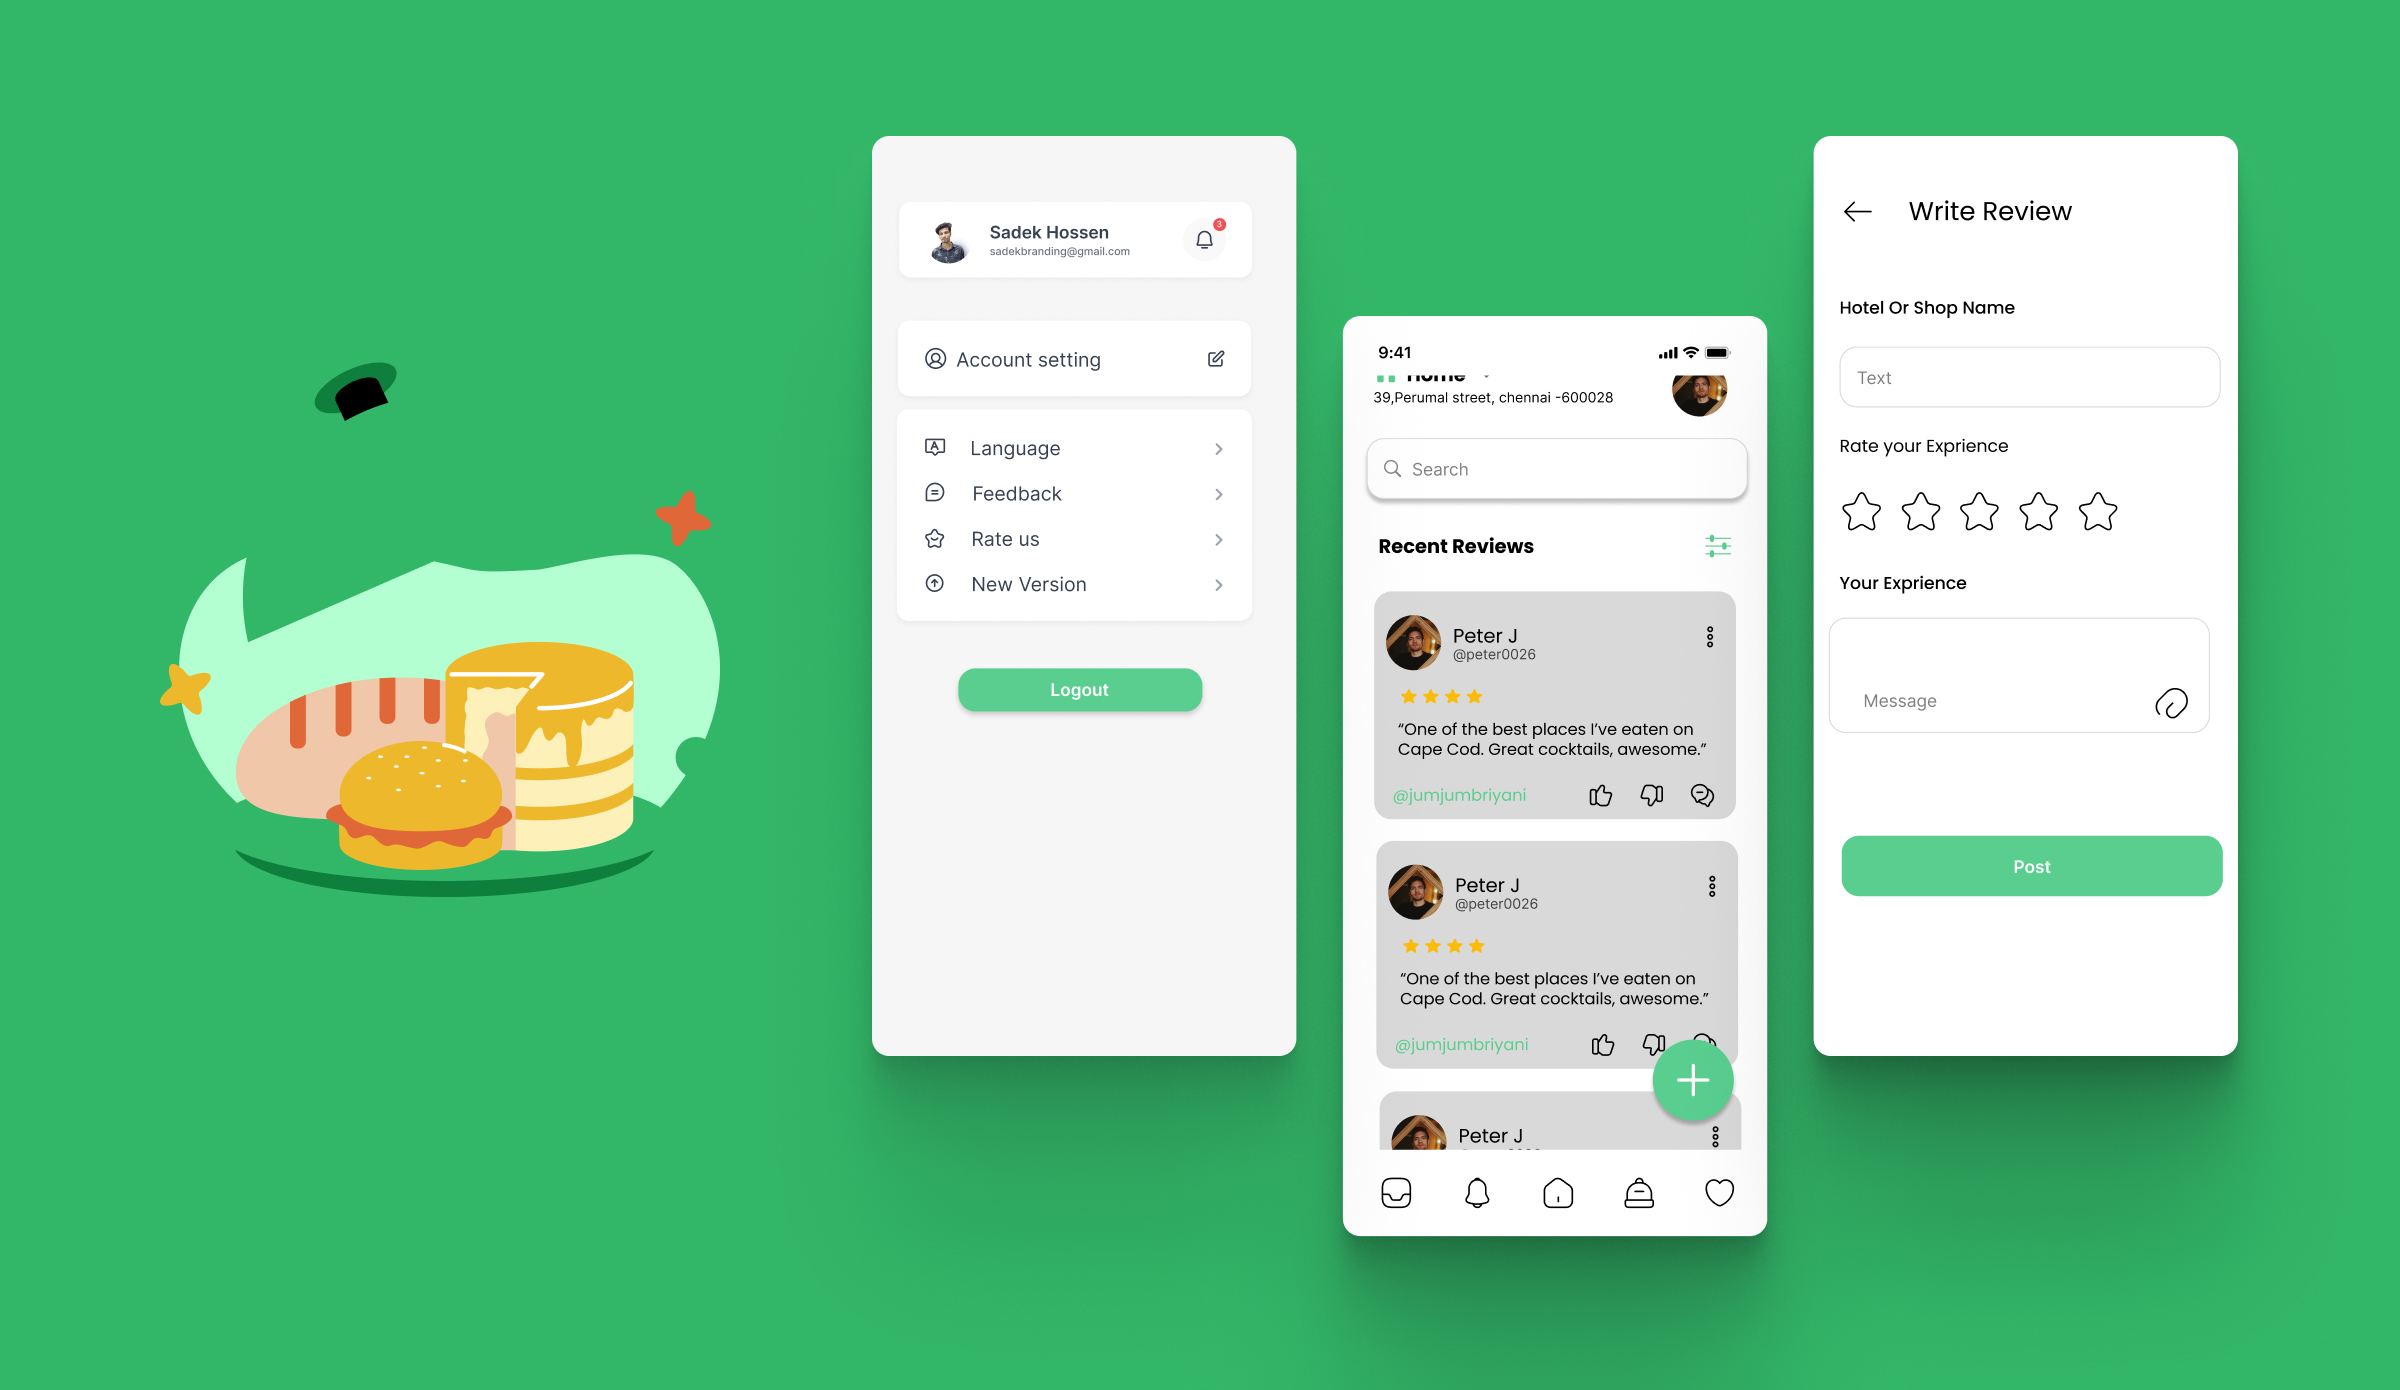 Sadek Hossen
sadekbranding@gmail.com
3
Account setting
Language
Feedback
Rate us
New Version
Logout
9:41
Home
39,Perumal street, chennai -600028
Search
Recent Reviews
Peter J
@peter0026
“One of the best places I’ve eaten on
Cape Cod. Great cocktails, awesome.”
@jumjumbriyani
Peter J
@peter0026
“One of the best places I’ve eaten on
Cape Cod. Great cocktails, awesome.”
@jumjumbriyani
Peter J
Write Review
Hotel Or Shop Name
Text
Rate your Exprience
Your Exprience
Message
Post